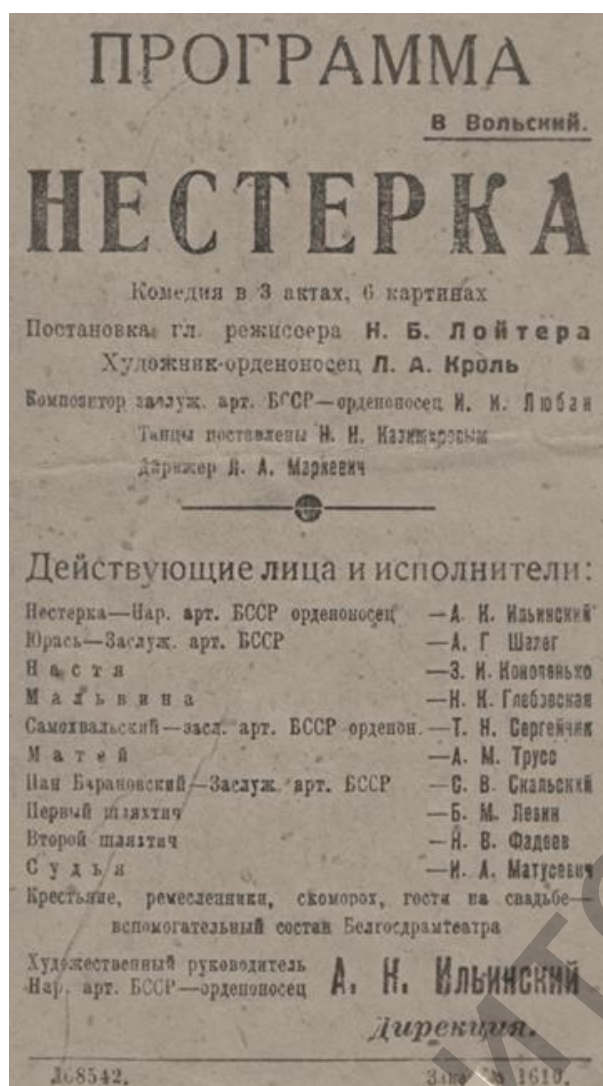 ПРОГРАММА
В Вольский.
НЕСТЕРКА
Комедия в 3 актах, 6 картинах
Постановка гл. режиссера Н. Б. Лойтера
Художник-орденоносец Л. А. Кроль
Композитор заслуж. арт. БССР—орденоносец И. И. Любан
Танцы поставлены Н. И. Казимировым
Дирижер Л. А. Маркевич
Действующие лица и исполнители:
Нестерка—Нар. арт. БССР орденоносец —А. К. Ильинский
Юрась—Заслуж. арт. БССР —А. Г Шагег
Настя —З. И. Конопенько
Мальвина —Н. К. Глебовская
Самохвальский—засл. арт. БССР орденон. —Т. Н. Сергейчик
Матей —А. М. Трусс
Пан Барановский—Заслуж. арт. БССР —С. В. Скальский
Первый шляхтич —Б. М. Левин
Второй шляхтич —Н. В. Фадеев
Судья —И. А. Матусевич
Крестьяне, ремесленники, скоморох, гости на свадьбе—
вспомогательный состав Белгосдрамтеатра
Художественный руководитель
Нар. арт. БССР—орденоносец А. К. Ильинский
Дирекция.
Л68542. Заказ № 1610.
ИТО